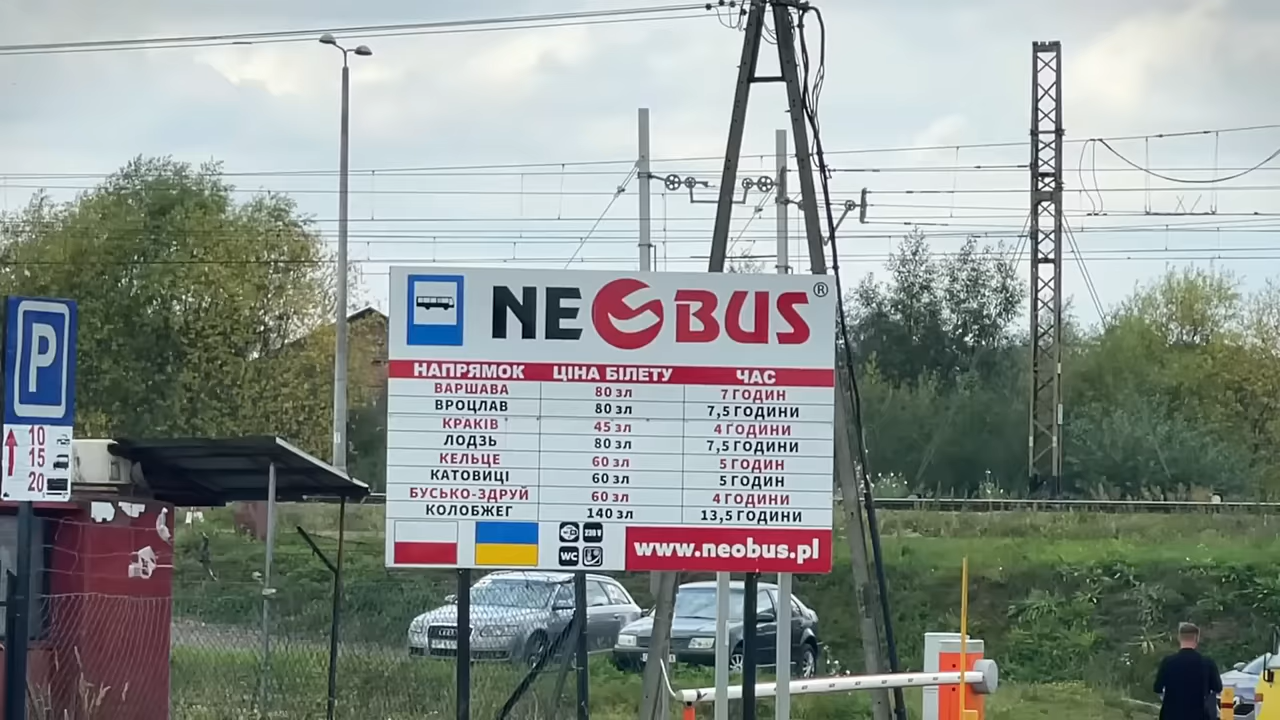 P
10
15
20
NEOBUS®
НАПРЯМОК ЦІНА БІЛЕТУ ЧАС
ВАРШАВА 80 зл 7 ГОДИН
ВРОЦЛАВ 80 зл 7,5 ГОДИНИ
КРАКІВ 45 зл 4 ГОДИНИ
ЛОДЗЬ 80 зл 7,5 ГОДИНИ
КЕЛЬЦЕ 60 зл 5 ГОДИН
КАТОВИЦІ 60 зл 5 ГОДИН
БУСЬКО-ЗДРУЙ 60 зл 4 ГОДИНИ
КОЛОБЖЕГ 140 зл 13,5 ГОДИНИ
230 V
WC
www.neobus.pl